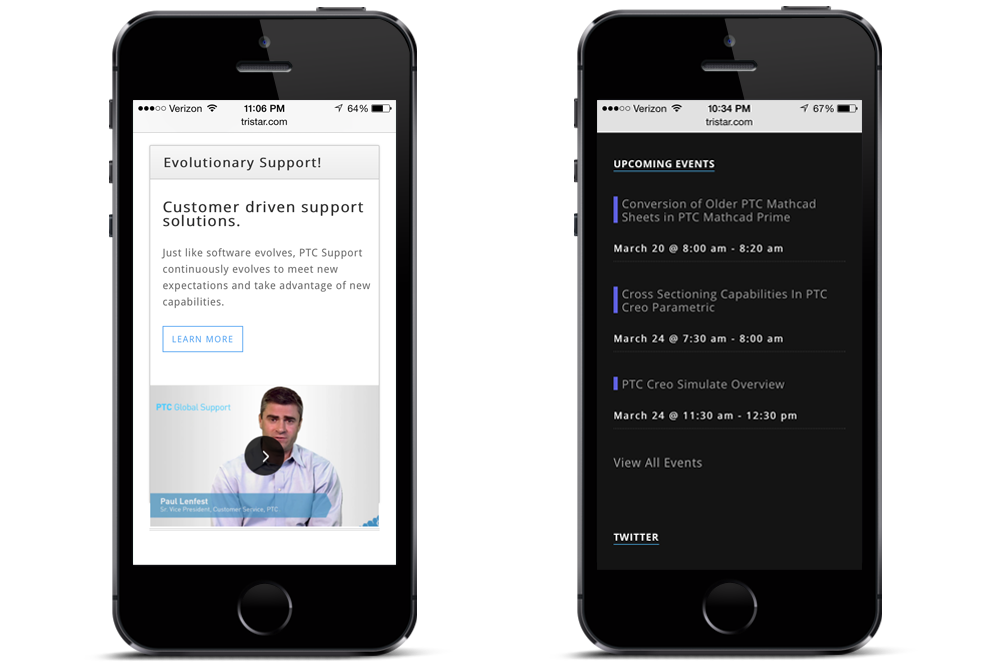 Verizon 11:06 PM 64%
tristar.com
Evolutionary Support!
Customer driven support
solutions.
Just like software evolves, PTC Support
continuously evolves to meet new
expectations and take advantage of new
capabilities.
LEARN MORE
PTC Global Support
Paul Lenfest
Sr. Vice President, Customer Service, PTC
Verizon 10:34 PM 67%
tristar.com
UPCOMING EVENTS
Conversion of Older PTC Mathcad
Sheets in PTC Mathcad Prime
March 20 @ 8:00 am - 8:20 am
Cross Sectioning Capabilities In PTC
Creo Parametric
March 24 @ 7:30 am - 8:00 am
PTC Creo Simulate Overview
March 24 @ 11:30 am - 12:30 pm
View All Events
TWITTER